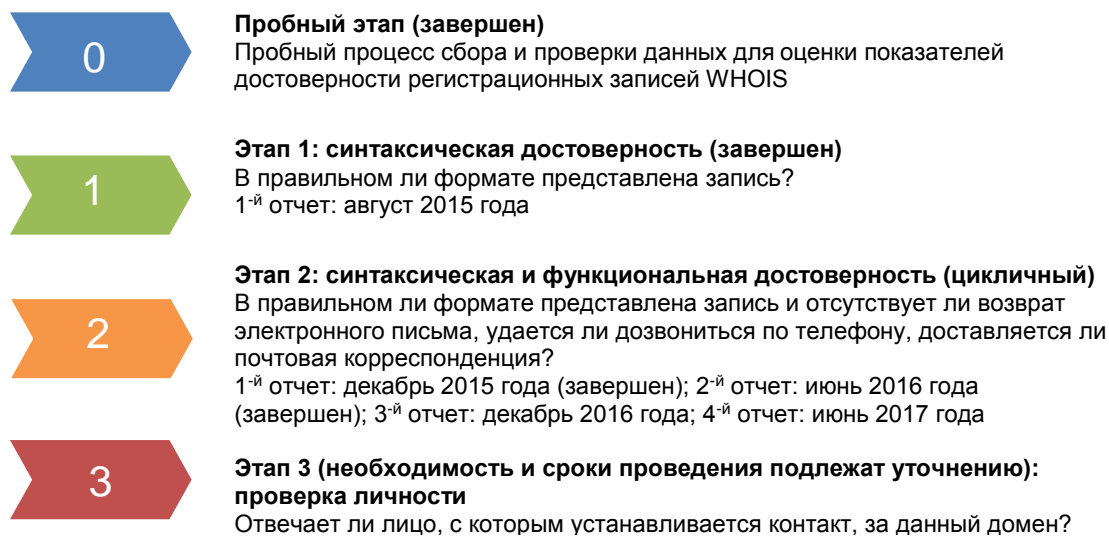 0
Пробный этап (завершен)
Пробный процесс сбора и проверки данных для оценки показателей
достоверности регистрационных записей WHOIS
1
Этап 1: синтаксическая достоверность (завершен)
В правильном ли формате представлена запись?
1-й отчет: август 2015 года
2
Этап 2: синтаксическая и функциональная достоверность (цикличный)
В правильном ли формате представлена запись и отсутствует ли возврат
электронного письма, удается ли дозвониться по телефону, доставляется ли
почтовая корреспонденция?
1-й отчет: декабрь 2015 года (завершен); 2-й отчет: июнь 2016 года
(завершен); 3-й отчет: декабрь 2016 года; 4-й отчет: июнь 2017 года
3
Этап 3 (необходимость и сроки проведения подлежат уточнению):
проверка личности
Отвечает ли лицо, с которым устанавливается контакт, за данный домен?